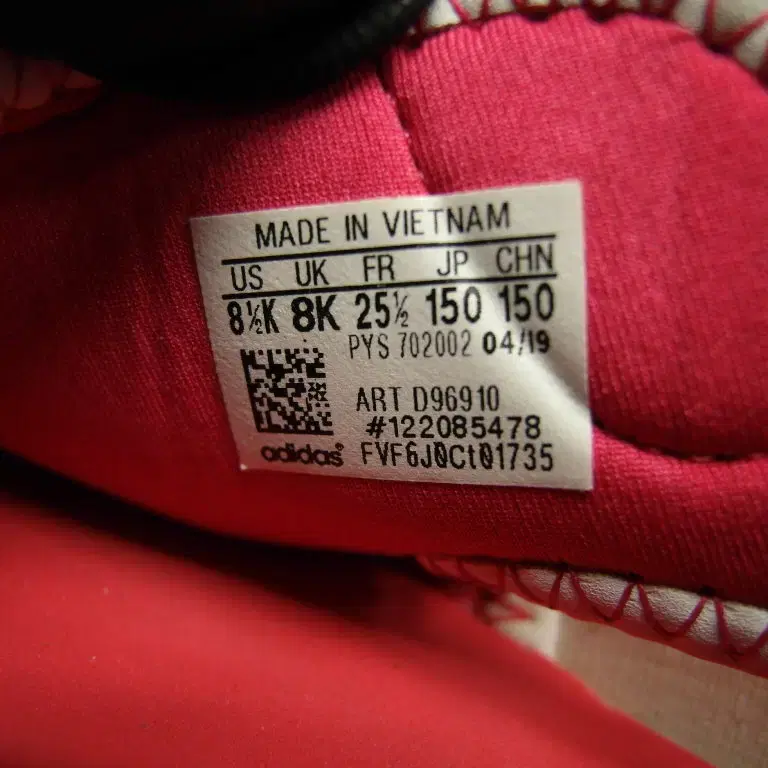 MADE IN VIETNAM
US UK FR JP CHN
8½K 8K 25½ 150 150
PYS 702002 04/19
ART D96910
#122085478
adidas® FVF6J0Ct01735